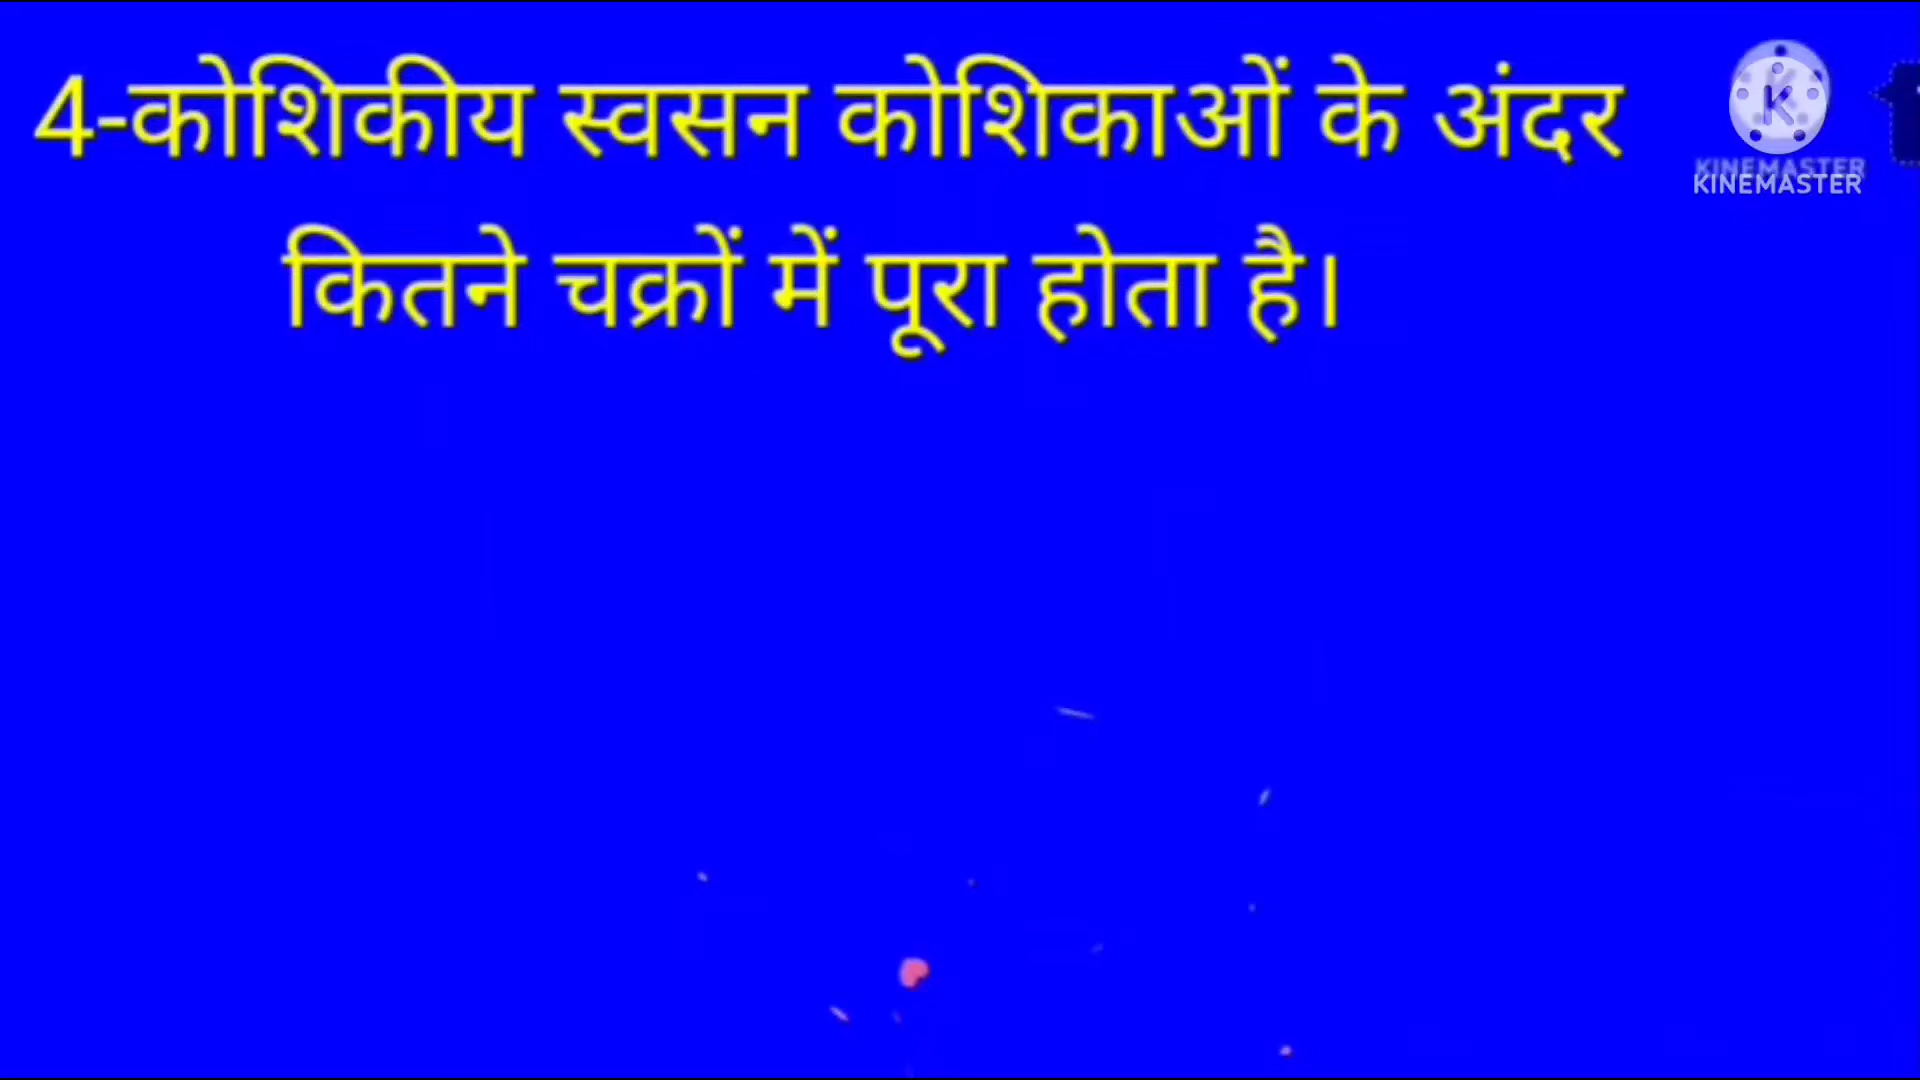 4-कोशिकीय स्वसन कोशिकाओं के अंदर
कितने चक्रों में पूरा होता है।
KINEMASTER
KINEMASTER